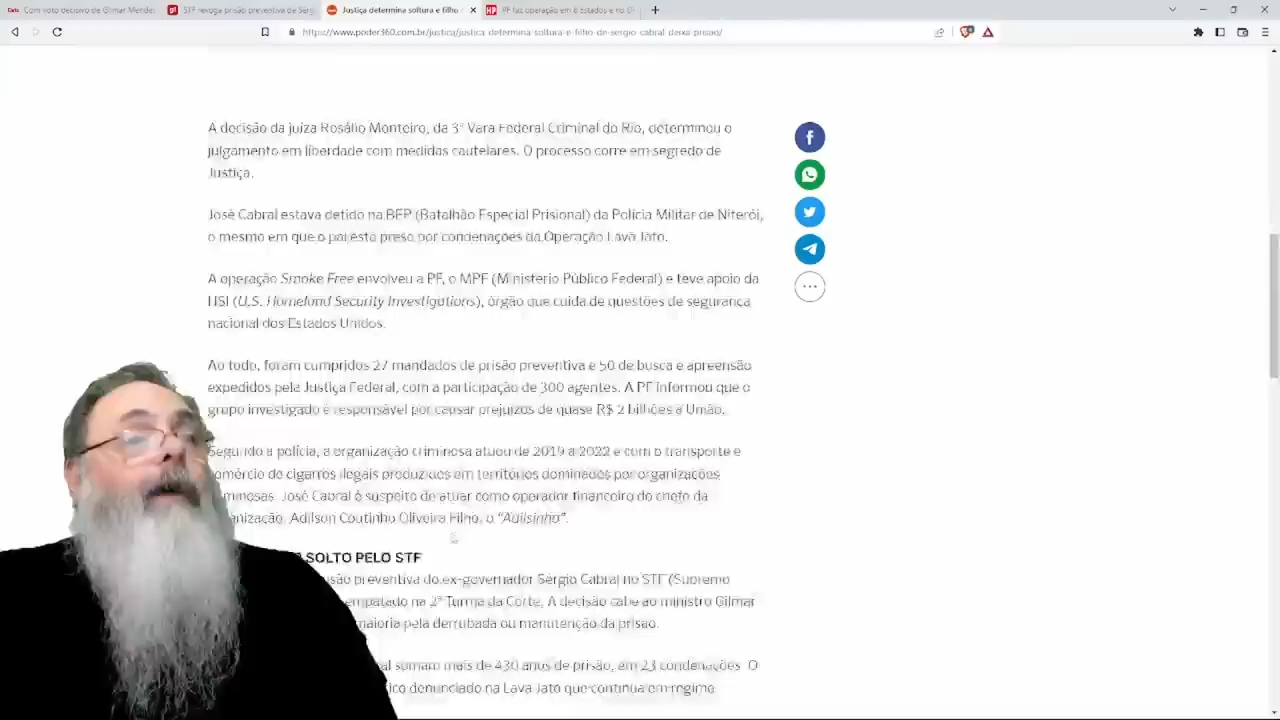 Com voto decisivo de Gilmar Mendes
STF revoga prisão preventiva de Sérg
Justiça determina soltura e filho
PF faz operação em 8 Estados e no DF
https://www.poder360.com.br/justica/justica-determina-soltura-e-filho-de-sergio-cabral-deixa-prisao/
A decisão da juíza Rosália Monteiro, da 3ª Vara Federal Criminal do Rio, determinou o
julgamento em liberdade com medidas cautelares. O processo corre em segredo de
Justiça.
José Cabral estava detido na BEP (Batalhão Especial Prisional) da Polícia Militar de Niterói,
o mesmo em que o pai está preso por condenações da Operação Lava Jato.
A operação Smoke Free envolveu a PF, o MPF (Ministério Público Federal) e teve apoio da
HSI (U.S. Homeland Security Investigations), órgão que cuida de questões de segurança
nacional dos Estados Unidos.
Ao todo, foram cumpridos 27 mandados de prisão preventiva e 50 de busca e apreensão
expedidos pela Justiça Federal, com a participação de 300 agentes. A PF informou que o
grupo investigado é responsável por causar prejuízos de quase R$ 2 bilhões à União.
Segundo a polícia, a organização criminosa atuou de 2019 a 2022 e com o transporte e
omércio de cigarros ilegais produzidos em territórios dominados por organizações
minosas. José Cabral é suspeito de atuar como operador financeiro do chefe da
nização, Adilson Coutinho Oliveira Filho, o “Adilsinho”.
SOLTO PELO STF
são preventiva do ex-governador Sérgio Cabral no STF (Supremo
empatado na 2ª Turma da Corte. A decisão cabe ao ministro Gilmar
maioria pela derrubada ou manutenção da prisão.
al somam mais de 430 anos de prisão, em 23 condenações. O
ico denunciado na Lava Jato que continua em regime